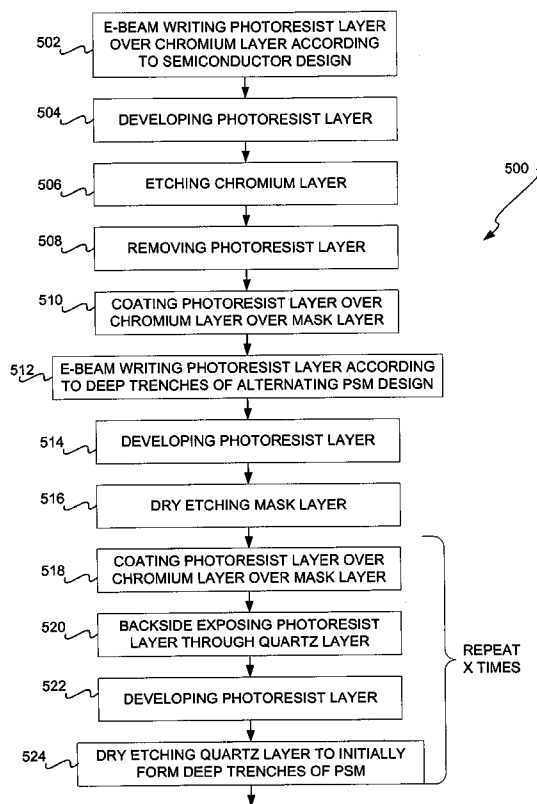 502
E-BEAM WRITING PHOTORESIST LAYER
OVER CHROMIUM LAYER ACCORDING
TO SEMICONDUCTOR DESIGN
504
DEVELOPING PHOTORESIST LAYER
500
506
ETCHING CHROMIUM LAYER
508
REMOVING PHOTORESIST LAYER
510
COATING PHOTORESIST LAYER OVER
CHROMIUM LAYER OVER MASK LAYER
512
E-BEAM WRITING PHOTORESIST LAYER ACCORDING
TO DEEP TRENCHES OF ALTERNATING PSM DESIGN
514
DEVELOPING PHOTORESIST LAYER
516
DRY ETCHING MASK LAYER
518
COATING PHOTORESIST LAYER OVER
CHROMIUM LAYER OVER MASK LAYER
520
BACKSIDE EXPOSING PHOTORESIST
LAYER THROUGH QUARTZ LAYER
REPEAT
X TIMES
522
DEVELOPING PHOTORESIST LAYER
524
DRY ETCHING QUARTZ LAYER TO INITIALLY
FORM DEEP TRENCHES OF PSM